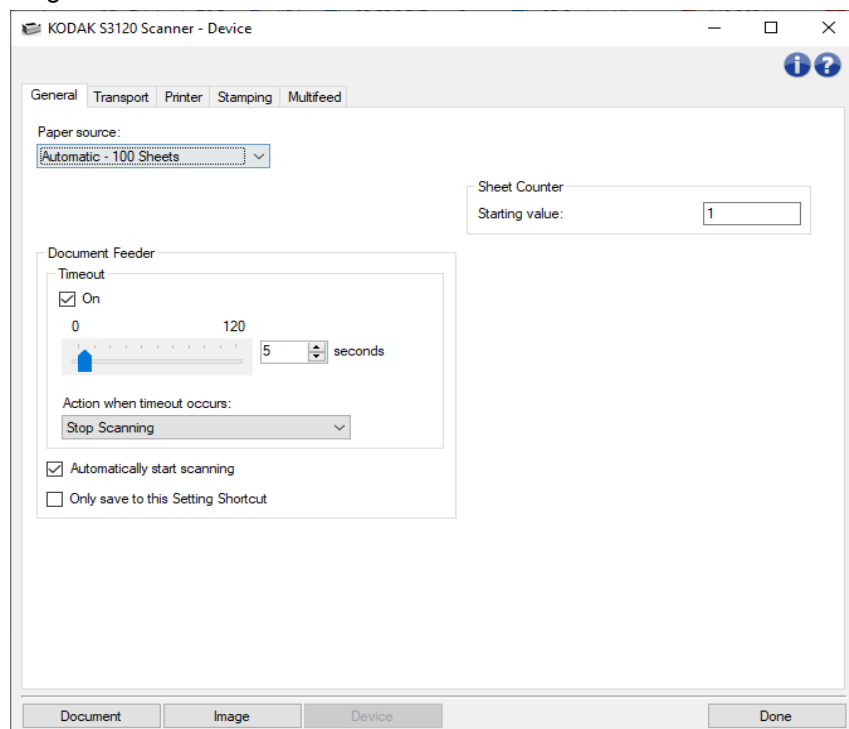 KODAK S3120 Scanner - Device
General Transport Printer Stamping Multifeed
Paper source:
Automatic - 100 Sheets
Sheet Counter
Starting value: 1
Document Feeder
Timeout
On
0 120
5 seconds
Action when timeout occurs:
Stop Scanning
Automatically start scanning
Only save to this Setting Shortcut
Document Image Device Done